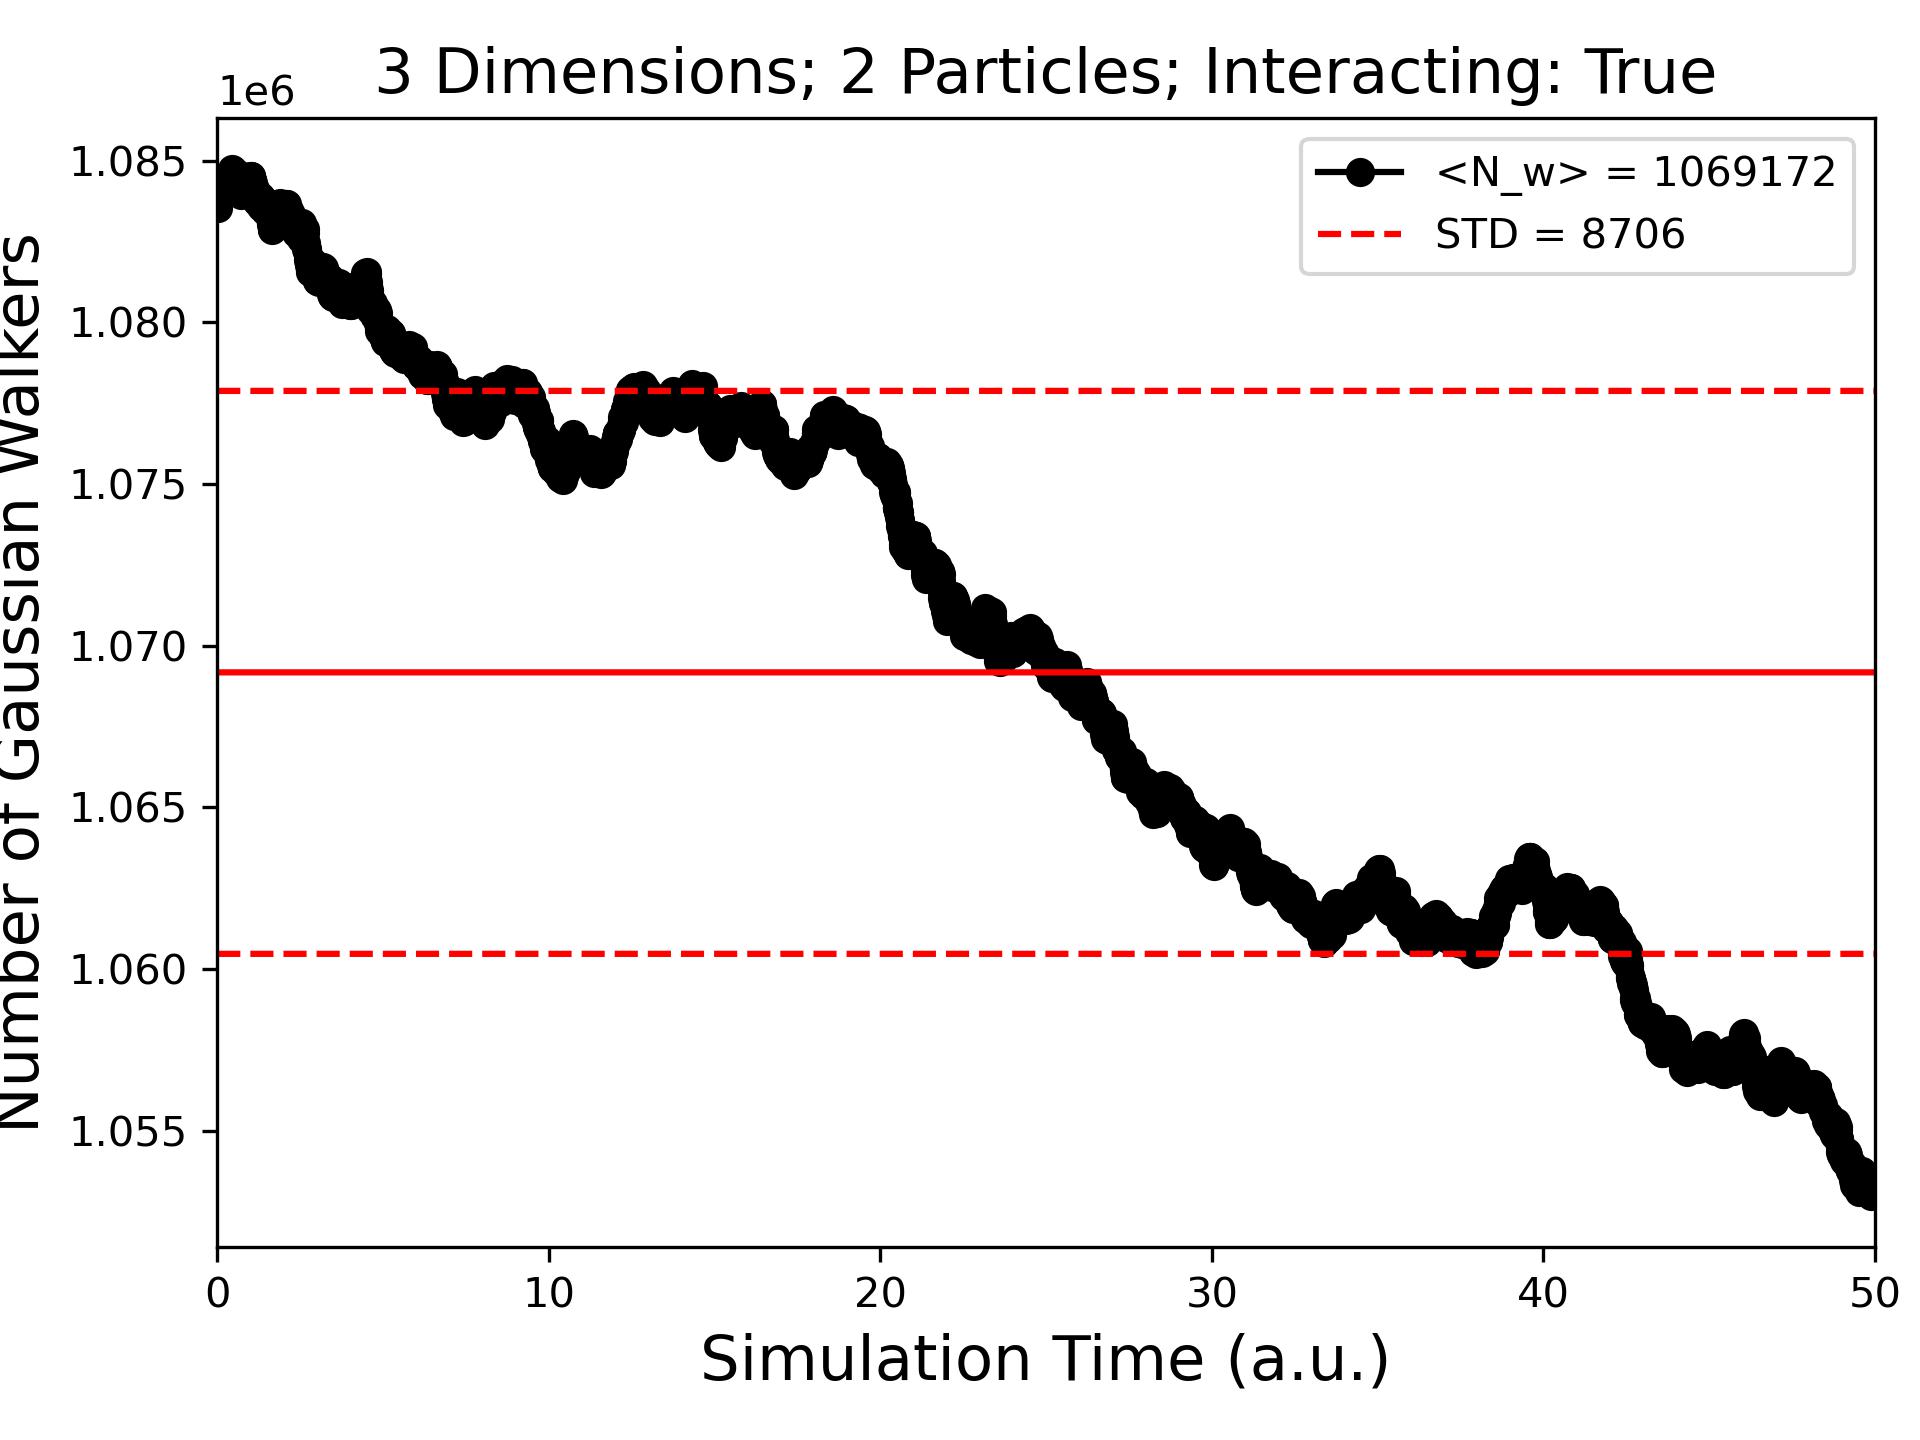 3 Dimensions; 2 Particles; Interacting: True
1e6
<N_w> = 1069172
STD = 8706
1.085
1.080
1.075
1.070
1.065
1.060
1.055
Number of Gaussian Walkers
0 10 20 30 40 50
Simulation Time (a.u.)